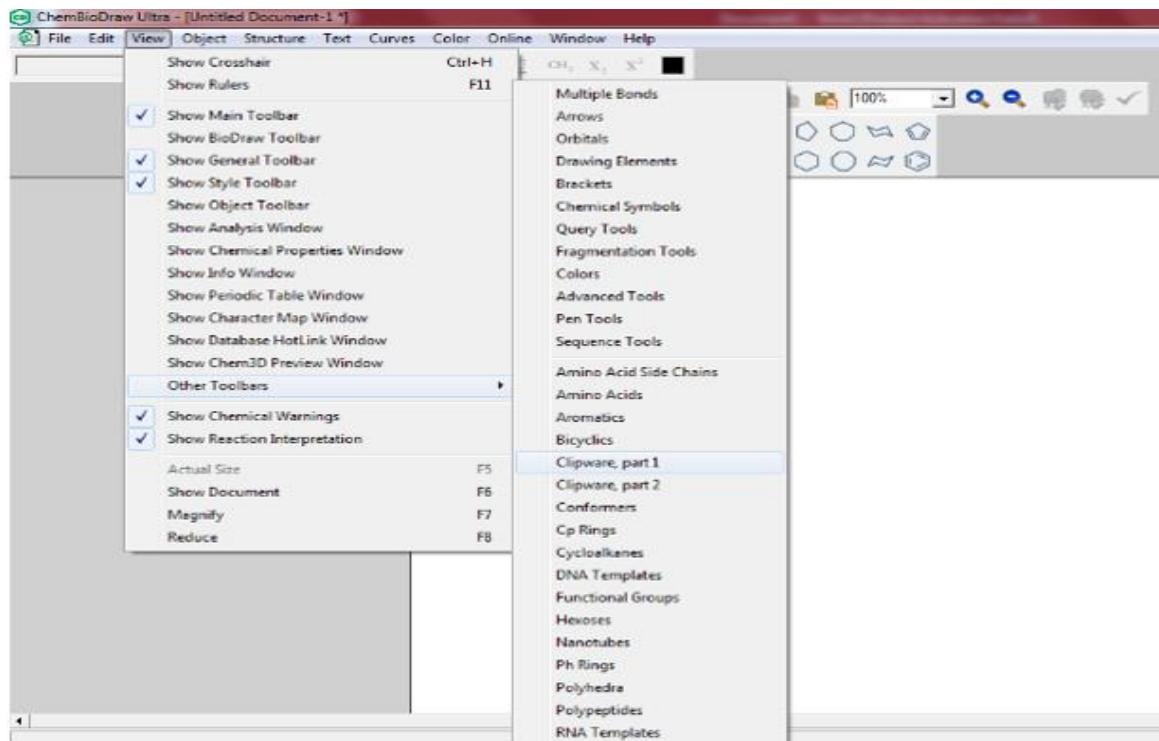 ChemBioDraw Ultra - [Untitled Document-1 *]
File Edit View Object Structure Text Curves Color Online Window Help
Show Crosshair Ctrl+H
Show Rulers F11
Show Main Toolbar
Show BioDraw Toolbar
Show General Toolbar
Show Style Toolbar
Show Object Toolbar
Show Analysis Window
Show Chemical Properties Window
Show Info Window
Show Periodic Table Window
Show Character Map Window
Show Database HotLink Window
Show Chem3D Preview Window
Other Toolbars
Show Chemical Warnings
Show Reaction Interpretation
Actual Size F5
Show Document F6
Magnify F7
Reduce F8
CH₂ X₂ X²
100%
Multiple Bonds
Arrows
Orbitals
Drawing Elements
Brackets
Chemical Symbols
Query Tools
Fragmentation Tools
Colors
Advanced Tools
Pen Tools
Sequence Tools
Amino Acid Side Chains
Amino Acids
Aromatics
Bicyclics
Clipware, part 1
Clipware, part 2
Conformers
Cp Rings
Cycloalkanes
DNA Templates
Functional Groups
Hexoses
Nanotubes
Ph Rings
Polyhedra
Polypeptides
RNA Templates